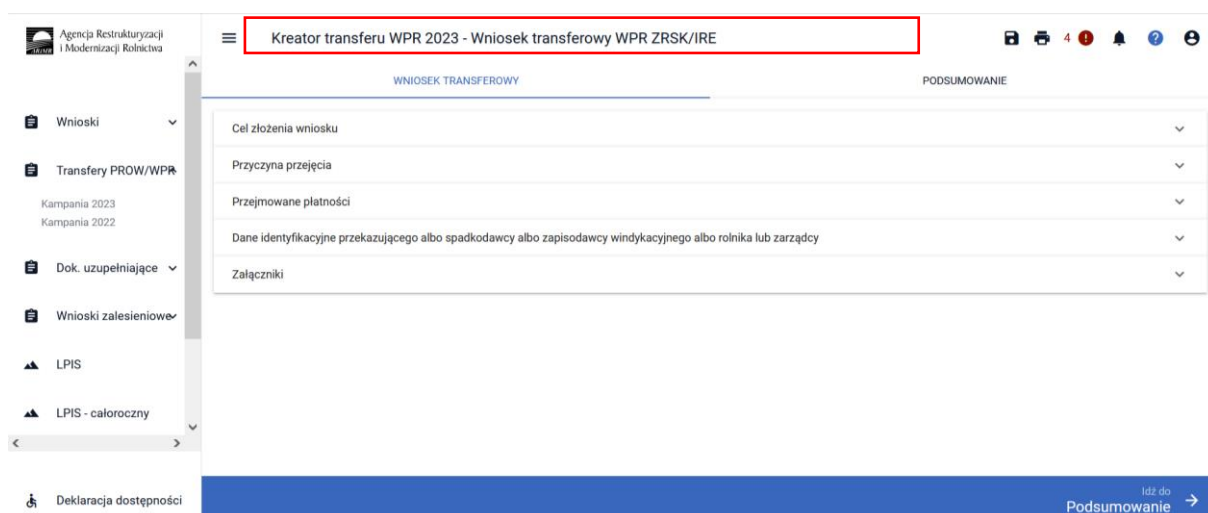 Agencja Restrukturyzacji
i Modernizacji Rolnictwa
ARiMR
Kreator transferu WPR 2023 - Wniosek transferowy WPR ZRSK/IRE
4
WNIOSEK TRANSFEROWY
PODSUMOWANIE
Wnioski
Transfery PROW/WPR
Kampania 2023
Kampania 2022
Dok. uzupełniające
Wnioski zalesieniowe
LPIS
LPIS - całoroczny
Deklaracja dostępności
Cel złożenia wniosku
Przyczyna przejęcia
Przejmowane płatności
Dane identyfikacyjne przekazującego albo spadkodawcy albo zapisodawcy windykacyjnego albo rolnika lub zarządcy
Załączniki
Idź do
Podsumowanie